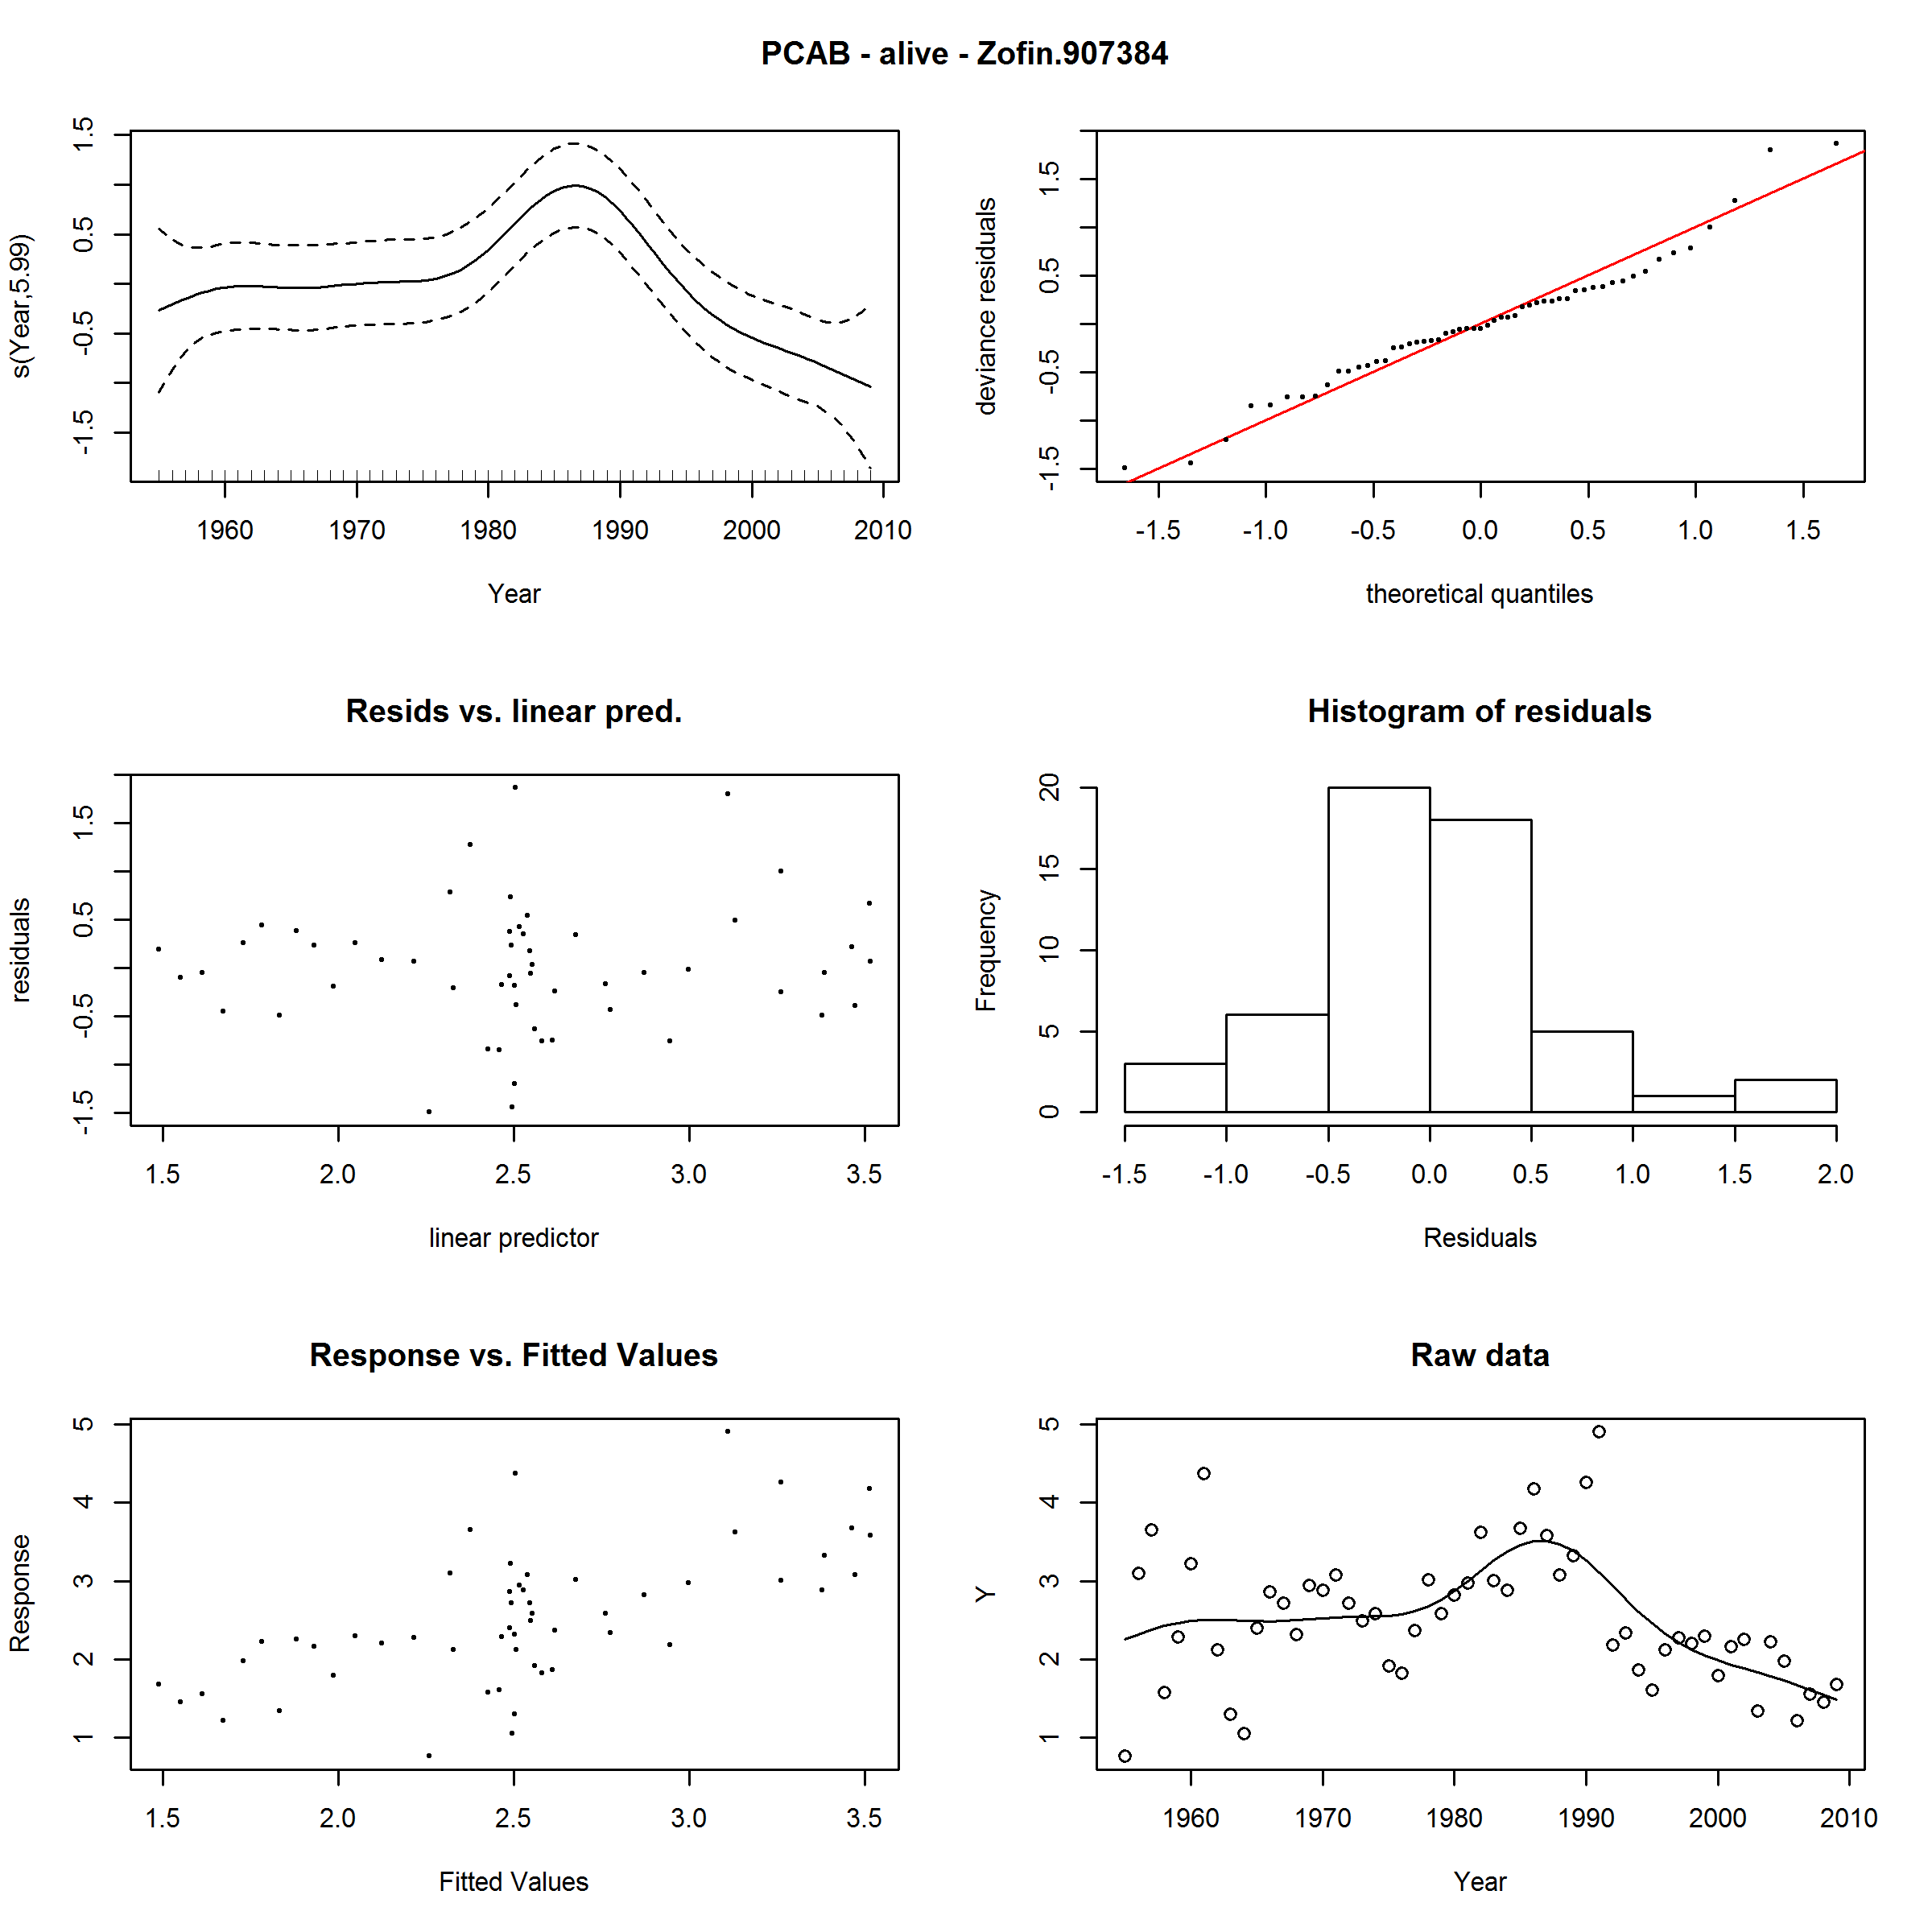 PCAB - alive - Zofin.907384
s(Year,5.99)
-1.5 -0.5 0.5 1.5
1960 1970 1980 1990 2000 2010
Year
deviance residuals
-1.5 -0.5 0.5 1.5
-1.5 -1.0 -0.5 0.0 0.5 1.0 1.5
theoretical quantiles
Resids vs. linear pred.
residuals
-1.5 -0.5 0.5 1.5
1.5 2.0 2.5 3.0 3.5
linear predictor
Histogram of residuals
Frequency
0 5 10 15 20
-1.5 -1.0 -0.5 0.0 0.5 1.0 1.5 2.0
Residuals
Response vs. Fitted Values
Response
1 2 3 4 5
1.5 2.0 2.5 3.0 3.5
Fitted Values
Raw data
Y
1 2 3 4 5
1960 1970 1980 1990 2000 2010
Year